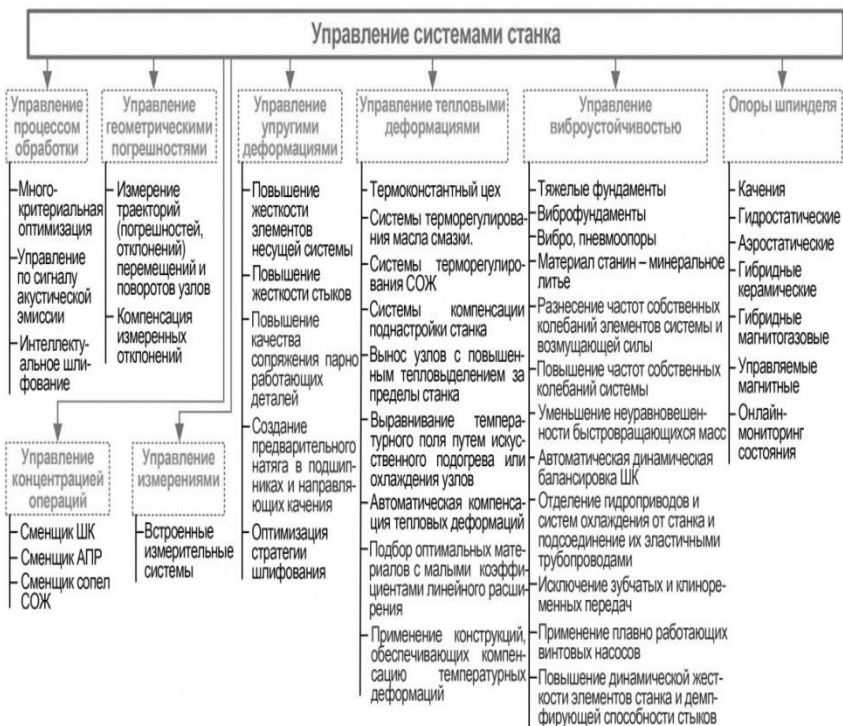 Управление системами станка
Управление
процессом
обработки
Много-
критериальная
оптимизация
Управление
по сигналу
акустической
эмиссии
Интеллекту-
альное шли-
фование
Управление
геометрическими
погрешностями
Измерение
траекторий
(погрешностей,
отклонений)
перемещений и
поворотов узлов
Компенсация
измеренных
отклонений
Управление
концентрацией
операций
Сменщик ШК
Сменщик АПР
Сменщик сопел
СОЖ
Управление
измерениями
Встроенные
измерительные
системы
Управление
упругими
деформациями
Повышение
жесткости
элементов
несущей системы
Повышение
жесткости стыков
Повышение
качества
сопряжения парно
работающих
деталей
Создание
предварительного
натяга в подшип-
никах и направля-
ющих качения
Оптимизация
стратегии
шлифования
Управление тепловыми
деформациями
Термоконстантный цех
Системы терморегулиро-
вания масла смазки.
Системы терморегулиро-
вания СОЖ
Системы компенсации
поднастройки станка
Вынос узлов с повышен-
ным тепловыделением за
пределы станка
Выравнивание темпера-
турного поля путем искус-
ственного подогрева или
охлаждения узлов
Автоматическая компенса-
ция тепловых деформаций
Подбор оптимальных мате-
риалов с малыми коэффи-
циентами линейного расши-
рения
Применение конструкций,
обеспечивающих компен-
сацию температурных
деформаций
Управление
виброустойчивостью
Тяжелые фундаменты
Виброфундаменты
Вибро, пневмоопоры
Материал станин – минеральное
литье
Разнесение частот собственных
колебаний элементов системы и
возмущающей силы
Повышение частот собственных
колебаний системы
Уменьшение неуравновешен-
ности быстровращающихся масс
Автоматическая динамическая
балансировка ШК
Отделение гидроприводов и
систем охлаждения от станка и
подсоединение их эластичными
трубопроводами
Исключение зубчатых и клиноре-
менных передач
Применение плавно работающих
винтовых насосов
Повышение динамической жест-
кости элементов станка и демп-
фирующей способности стыков
Опоры шпинделя
Качения
Гидростатические
Аэростатические
Гибридные
керамические
Гибридные
магнитогазовые
Управляемые
магнитные
Онлайн-
мониторинг
состояния